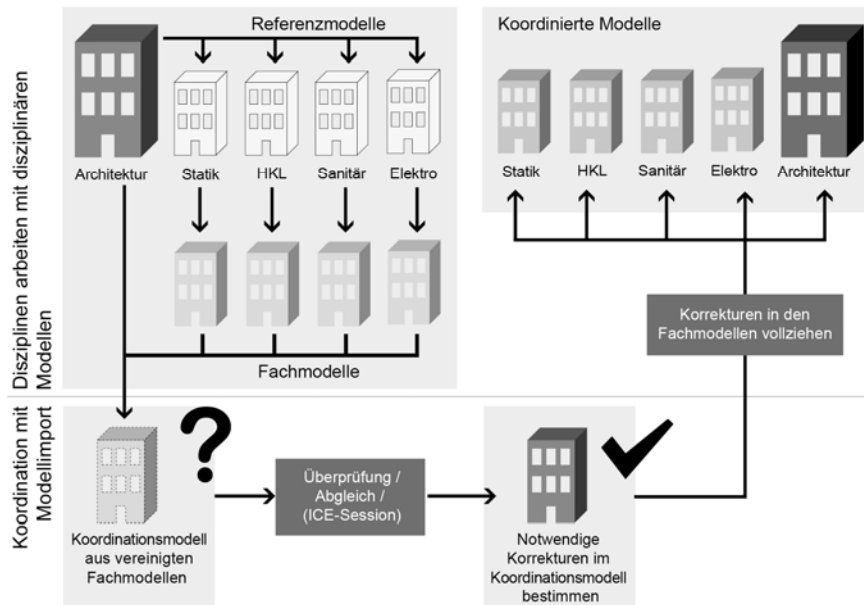 Referenzmodelle
Architektur
Statik
HKL
Sanitär
Elektro
Fachmodelle
Koordinierte Modelle
Statik
HKL
Sanitär
Elektro
Architektur
Korrekturen in den
Fachmodellen vollziehen
Disziplinen arbeiten mit disziplinären
Modellen
Koordination mit
Modellimport
?
Koordinationsmodell
aus vereinigten
Fachmodellen
Überprüfung /
Abgleich /
(ICE-Session)
Notwendige
Korrekturen im
Koordinationsmodell
bestimmen